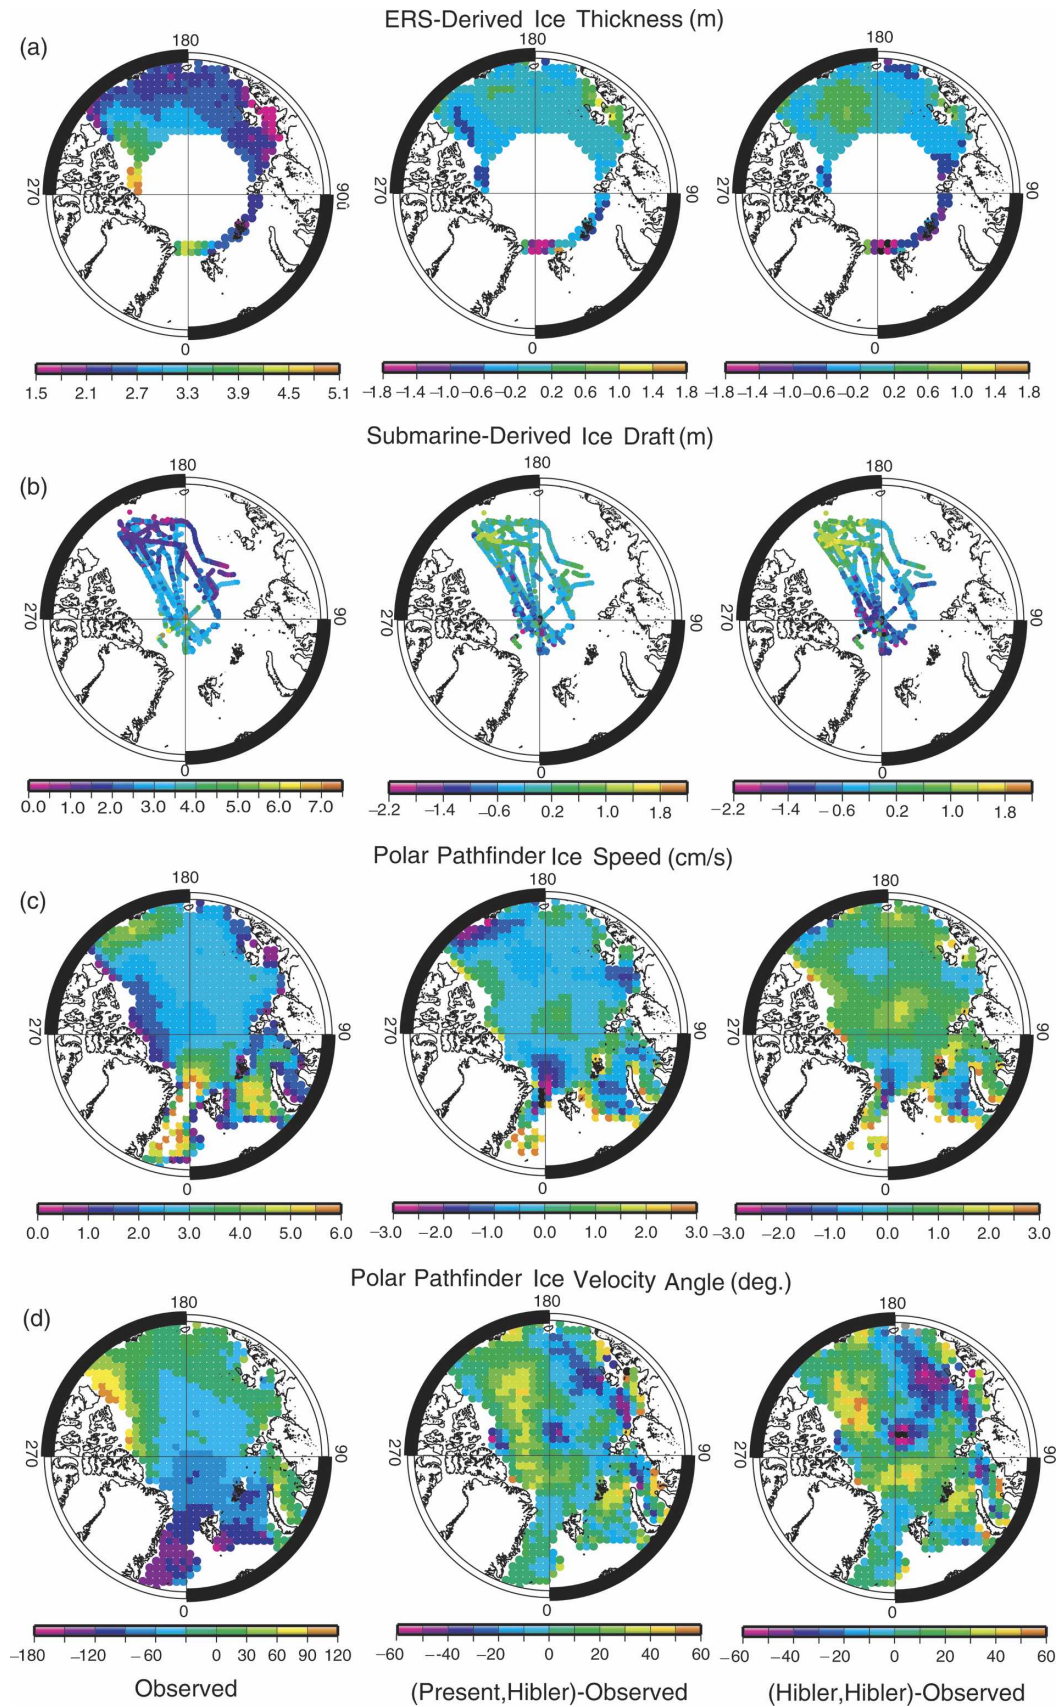 ERS-Derived Ice Thickness (m)
(a)
180 180 180
270 90 270 90 270 90
0 0 0
1.5 2.1 2.7 3.3 3.9 4.5 5.1
−1.8 −1.4 −1.0 −0.6 −0.2 0.2 0.6 1.0 1.4 1.8
−1.8 −1.4 −1.0 −0.6 −0.2 0.2 0.6 1.0 1.4 1.8
Submarine-Derived Ice Draft (m)
(b)
180 180 180
270 90 270 90 270 90
0 0 0
0.0 1.0 2.0 3.0 4.0 5.0 6.0 7.0
−2.2 −1.4 −0.6 0.2 1.0 1.8
−2.2 −1.4 −0.6 0.2 1.0 1.8
Polar Pathfinder Ice Speed (cm/s)
(c)
180 180 180
270 90 270 90 270 90
0 0 0
0.0 1.0 2.0 3.0 4.0 5.0 6.0
−3.0 −2.0 −1.0 0.0 1.0 2.0 3.0
−3.0 −2.0 −1.0 0.0 1.0 2.0 3.0
Polar Pathfinder Ice Velocity Angle (deg.)
(d)
180 180 180
270 90 270 90 270 90
0 0 0
−180 −120 −60 0 30 60 90 120
−60 −40 −20 0 20 40 60
−60 −40 −20 0 20 40 60
Observed
(Present,Hibler)-Observed
(Hibler,Hibler)-Observed